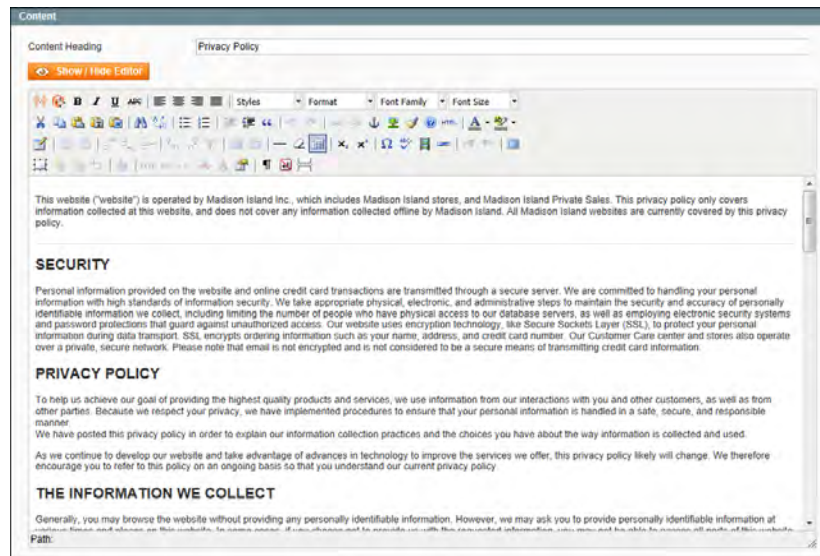 Content
Content Heading
Privacy Policy
Show / Hide Editor
B I U ABC Styles Format Font Family Font Size
HTML A
Ω
¶
This website ("website") is operated by Madison Island Inc., which includes Madison Island stores, and Madison Island Private Sales. This privacy policy only covers
information collected at this website, and does not cover any information collected offline by Madison Island. All Madison Island websites are currently covered by this privacy
policy.
SECURITY
Personal information provided on the website and online credit card transactions are transmitted through a secure server. We are committed to handling your personal
information with high standards of information security. We take appropriate physical, electronic, and administrative steps to maintain the security and accuracy of personally
identifiable information we collect, including limiting the number of people who have physical access to our database servers, as well as employing electronic security systems
and password protections that guard against unauthorized access. Our website uses encryption technology, like Secure Sockets Layer (SSL), to protect your personal
information during data transport. SSL encrypts ordering information such as your name, address, and credit card number. Our Customer Care center and stores also operate
over a private, secure network. Please note that email is not encrypted and is not considered to be a secure means of transmitting credit card information.
PRIVACY POLICY
To help us achieve our goal of providing the highest quality products and services, we use information from our interactions with you and other customers, as well as from
other parties. Because we respect your privacy, we have implemented procedures to ensure that your personal information is handled in a safe, secure, and responsible
manner.
We have posted this privacy policy in order to explain our information collection practices and the choices you have about the way information is collected and used.
As we continue to develop our website and take advantage of advances in technology to improve the services we offer, this privacy policy likely will change. We therefore
encourage you to refer to this policy on an ongoing basis so that you understand our current privacy policy.
THE INFORMATION WE COLLECT
Generally, you may browse the website without providing any personally identifiable information. However, we may ask you to provide personally identifiable information at
Path: